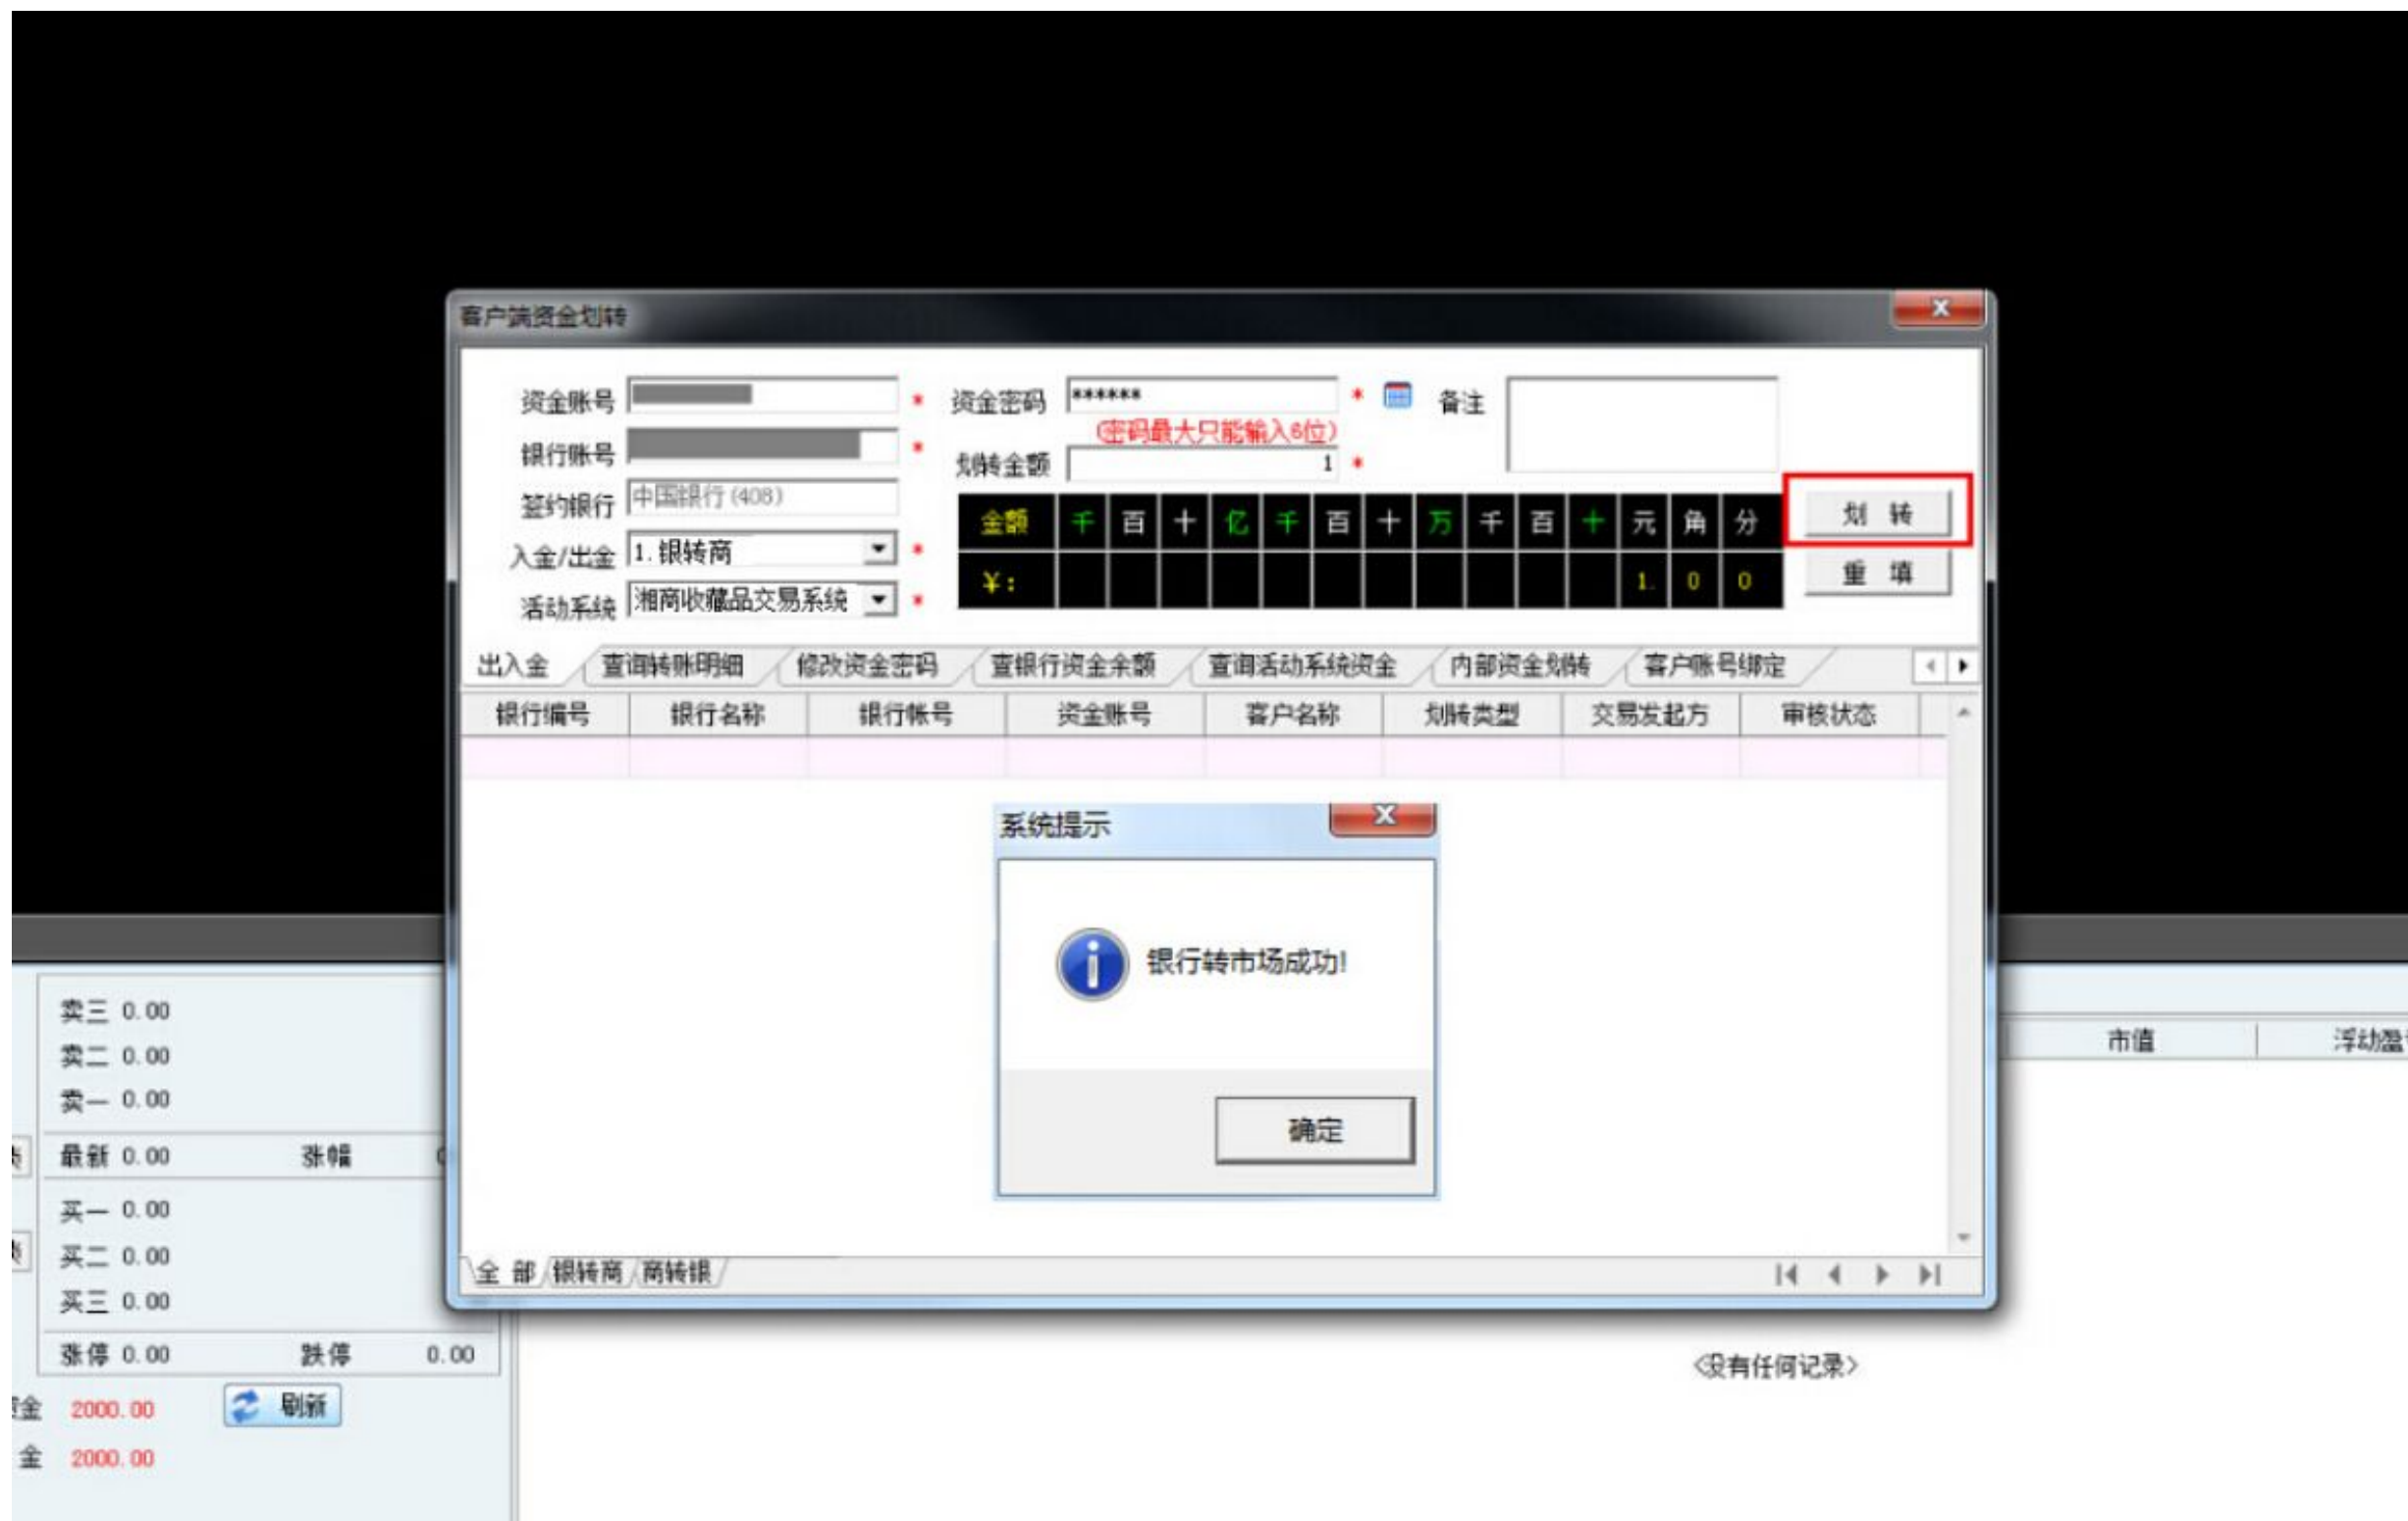 客户端资金划转
资金账号 * 资金密码 ****** * 备注
(密码最大只能输入6位)
银行账号 * 划转金额 1 *
签约银行 中国银行(408)
金额 千 百 十 亿 千 百 十 万 千 百 十 元 角 分
划 转
入金/出金 1.银转商 *
¥: 1. 0 0
重 填
活动系统 湘商收藏品交易系统 *
出入金 查询转账明细 修改资金密码 查银行资金余额 查询活动系统资金 内部资金划转 客户账号绑定
银行编号 银行名称 银行帐号 资金账号 客户名称 划转类型 交易发起方 审核状态
系统提示
银行转市场成功!
确定
全 部 银转商 商转银
卖三 0.00
卖二 0.00
卖一 0.00
最新 0.00 涨幅
买一 0.00
买二 0.00
买三 0.00
涨停 0.00 跌停 0.00
资金 2000.00 刷新
金 2000.00
市值 浮动盈
<没有任何记录>